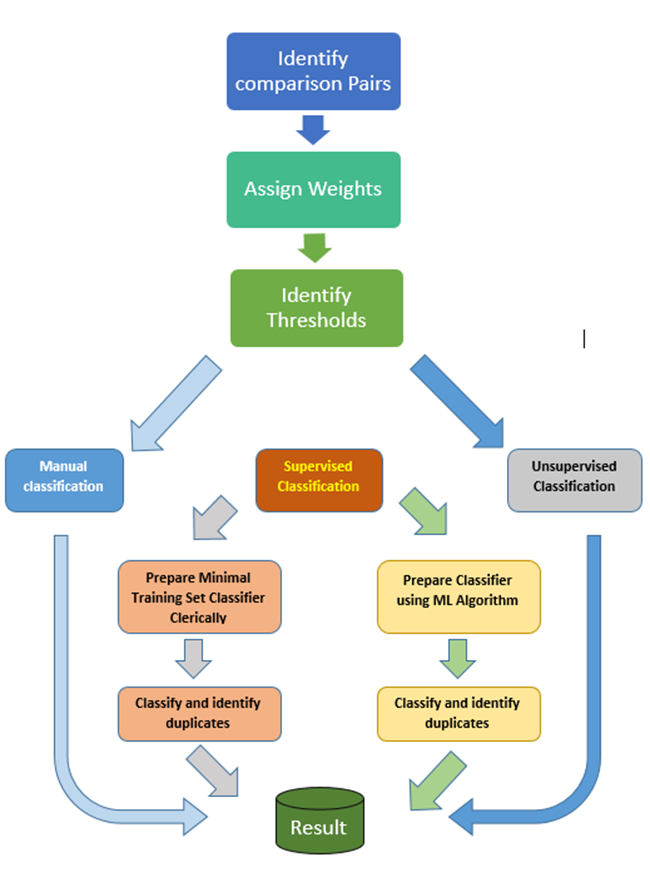 Identify
comparison Pairs
Assign Weights
Identify
Thresholds
Manual
classification
Supervised
Classification
Unsupervised
Classification
Prepare Minimal
Training Set Classifier
Clerically
Prepare Classifier
using ML Algorithm
Classify and identify
duplicates
Classify and identify
duplicates
Result